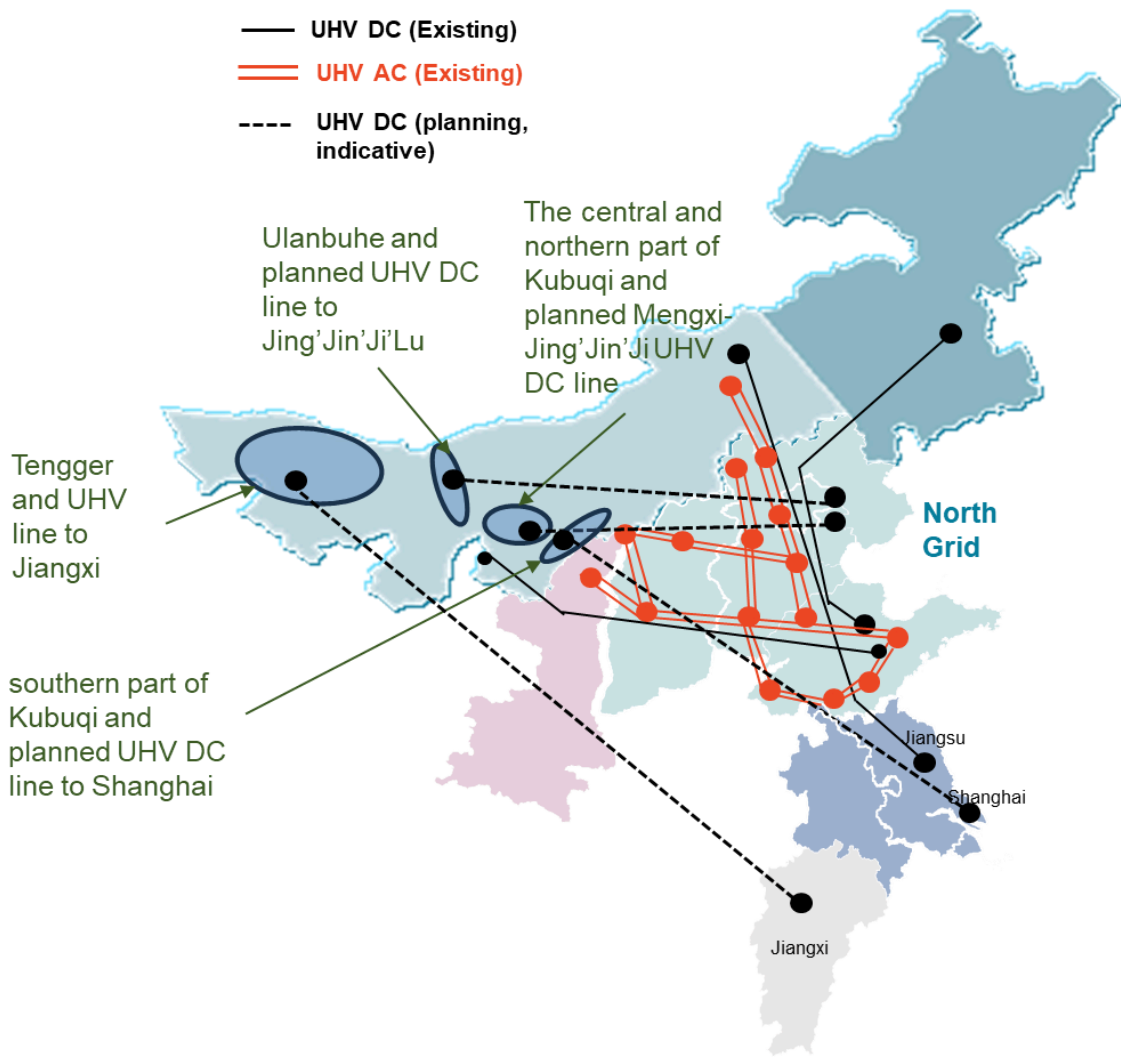 UHV DC (Existing)
UHV AC (Existing)
UHV DC (planning,
indicative)
The central and
northern part of
Kubuqi and
planned Mengxi-
Jing’Jin’Ji UHV
DC line
Ulanbuhe and
planned UHV DC
line to
Jing’Jin’Ji’Lu
Tengger
and UHV
line to
Jiangxi
North
Grid
southern part of
Kubuqi and
planned UHV DC
line to Shanghai
Jiangsu
Shanghai
Jiangxi